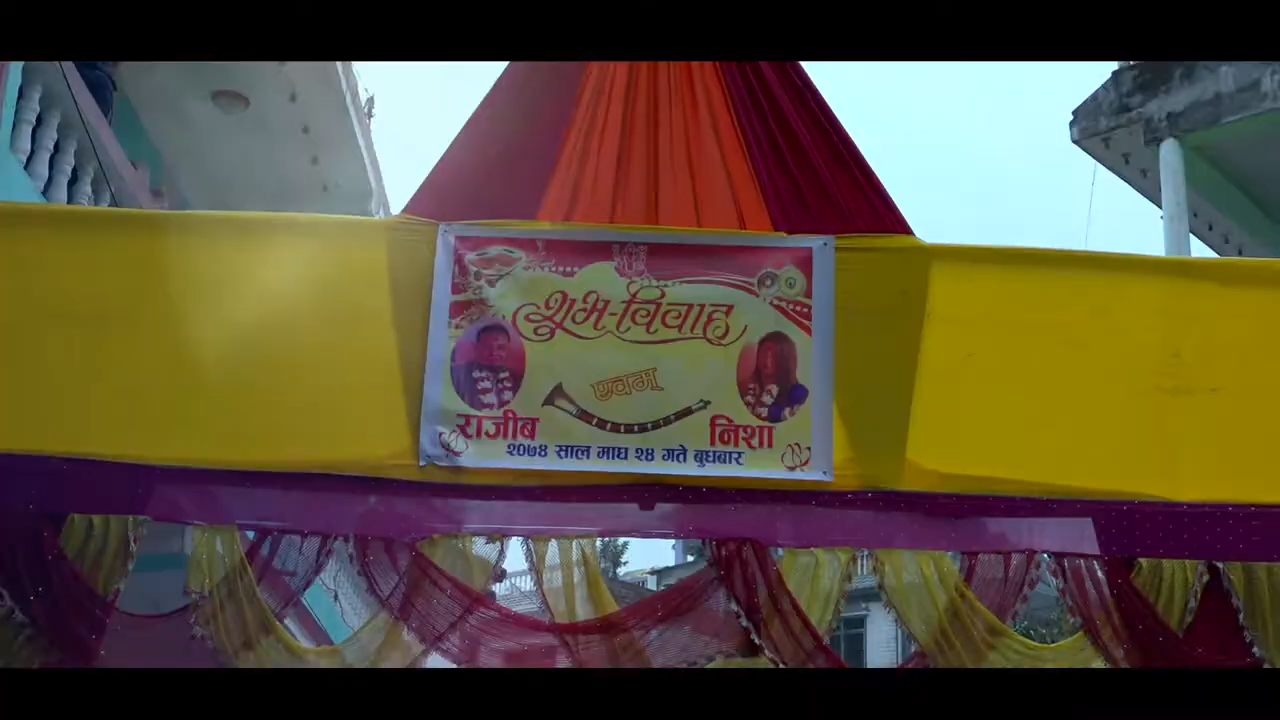 शुभ-विवाह
एवम्
राजीब
निशा
२०७४ साल माघ २४ गते बुधबार